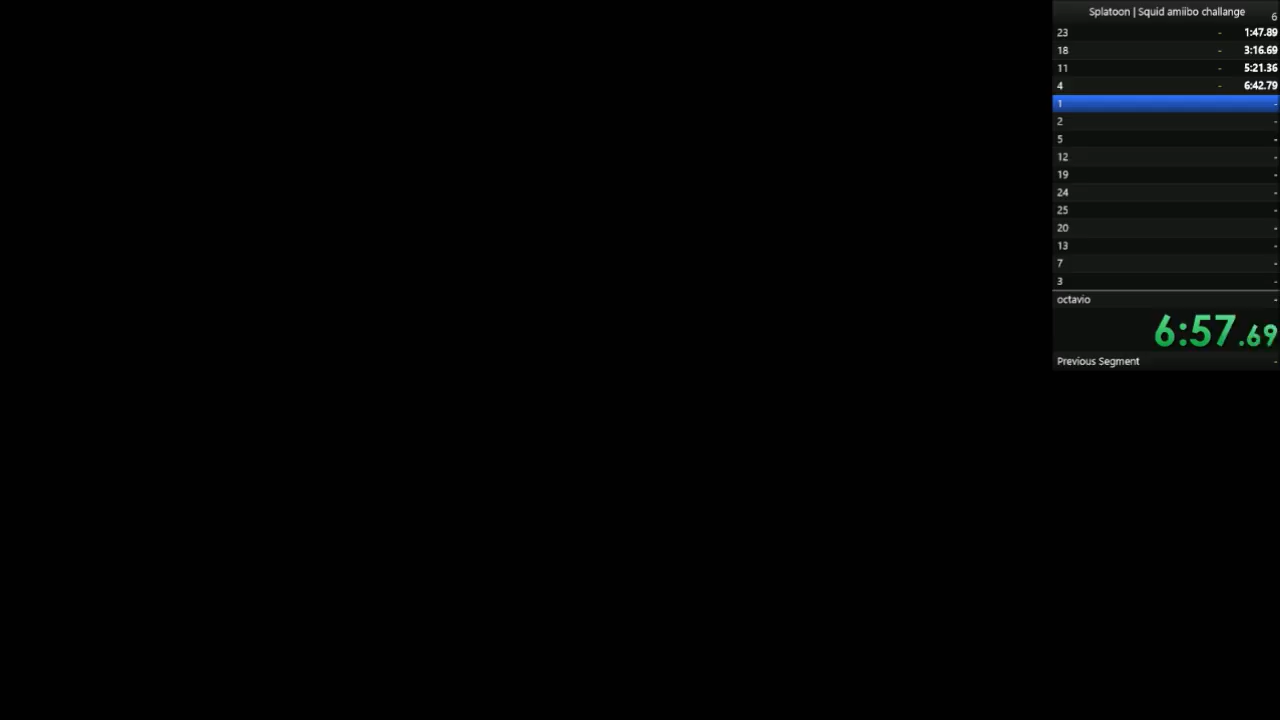 Splatoon | Squid amiibo challange
6
23 - 1:47.89
18 - 3:16.69
11 - 5:21.36
4 - 6:42.79
1 -
2 -
5 -
12 -
19 -
24 -
25 -
20 -
13 -
7 -
3 -
octavio -
6:57.69
Previous Segment -